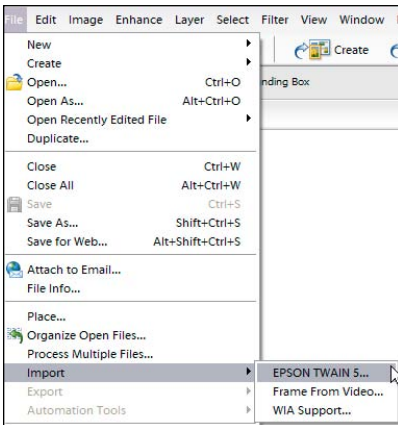 File Edit Image Enhance Layer Select Filter View Window
New
Create
Create
Open... Ctrl+O
nding Box
Open As... Alt+Ctrl+O
Open Recently Edited File
Duplicate...
Close Ctrl+W
Close All Alt+Ctrl+W
Save Ctrl+S
Save As... Shift+Ctrl+S
Save for Web... Alt+Shift+Ctrl+S
Attach to Email...
File Info...
Place...
Organize Open Files...
Process Multiple Files...
Import
EPSON TWAIN 5...
Export
Frame From Video...
Automation Tools
WIA Support...